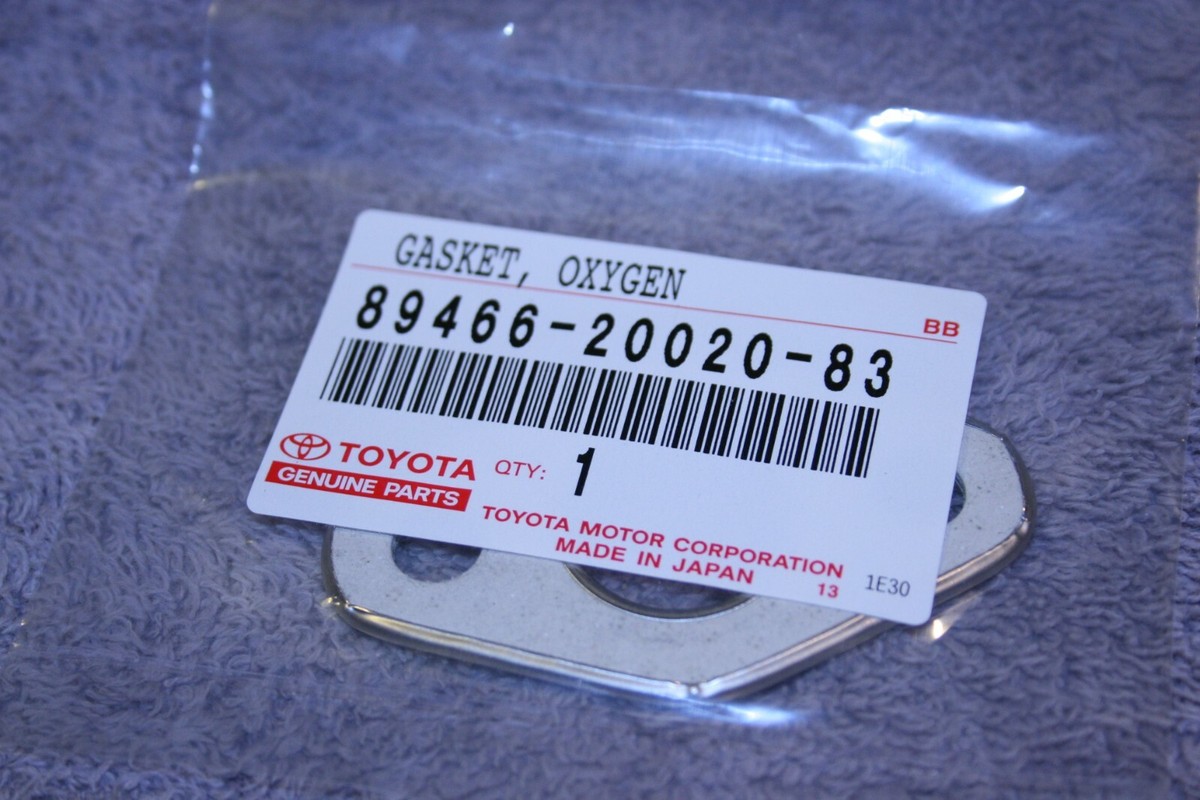 GASKET, OXYGEN
BB
89466-20020-83
TOYOTA
GENUINE PARTS
QTY: 1
TOYOTA MOTOR CORPORATION
MADE IN JAPAN
13 1E30